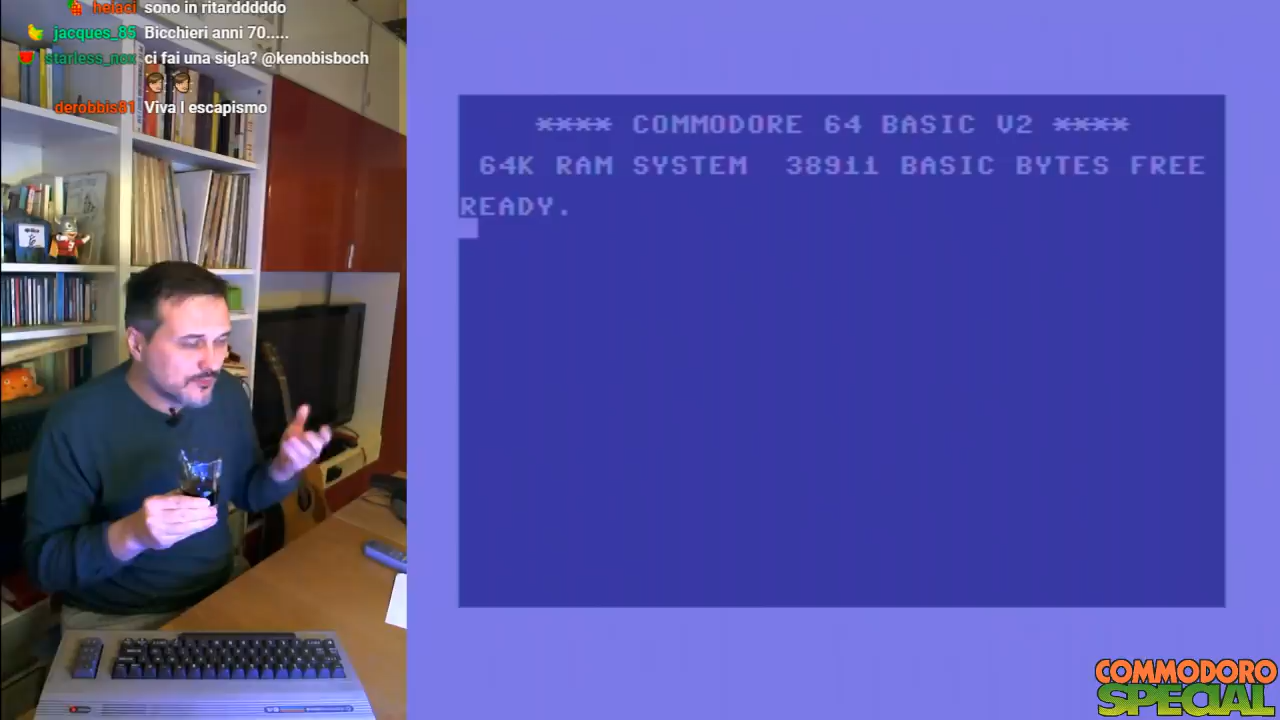 heiaci sono in ritardddddo
jacques_85 Bicchieri anni 70.....
starless_nox ci fai una sigla? @kenobisboch
derobbis81 Viva l escapismo
**** COMMODORE 64 BASIC V2 ****
64K RAM SYSTEM 38911 BASIC BYTES FREE
READY.
COMMODORO
SPECIAL